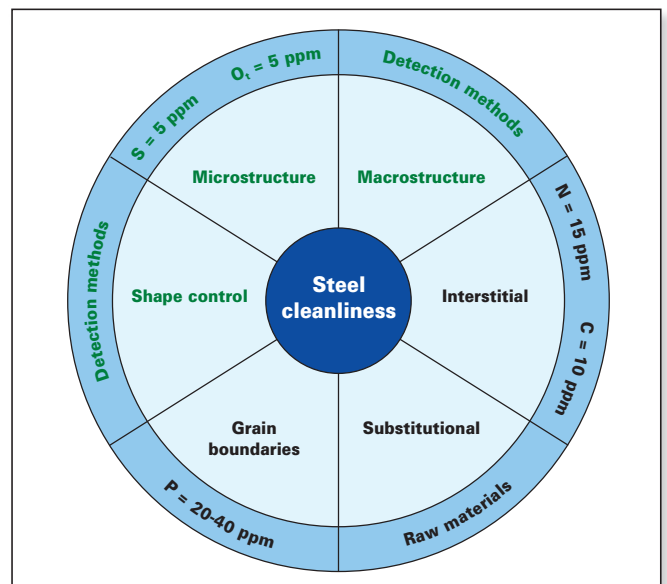 S = 5 ppm
Oₜ = 5 ppm
Detection methods
Microstructure
Macrostructure
N = 15 ppm
Detection methods
Shape control
Steel
cleanliness
Interstitial
C = 10 ppm
Grain
boundaries
Substitutional
P = 20-40 ppm
Raw materials